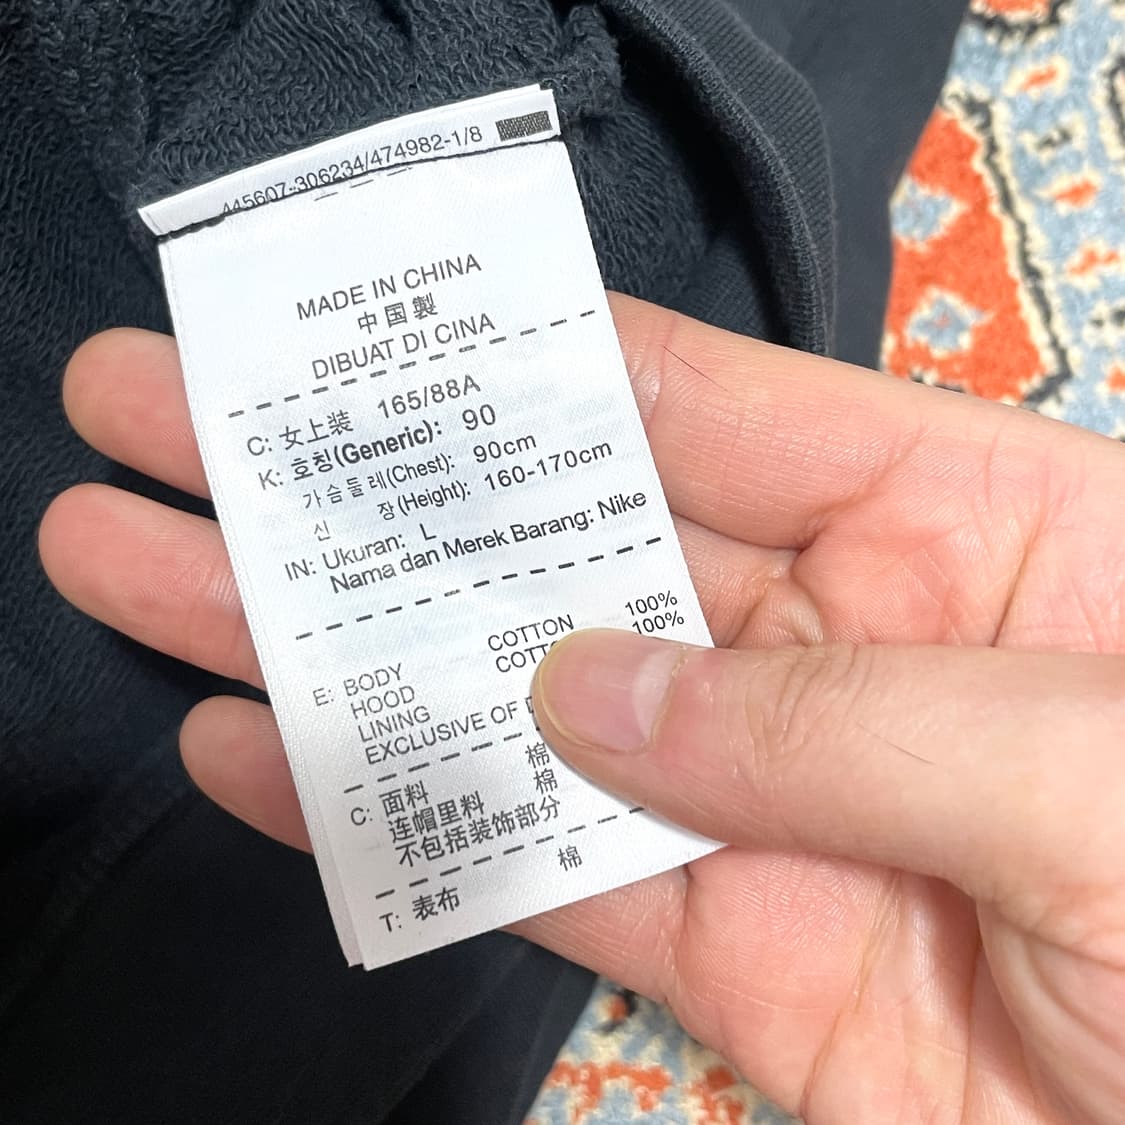 445607-306234/474982-1/8
MADE IN CHINA
中国製
DIBUAT DI CINA
C: 女上装 165/88A
K: 호칭(Generic): 90
가슴둘레(Chest): 90cm
신 장(Height): 160-170cm
IN: Ukuran: L
Nama dan Merek Barang: Nike
E: BODY COTTON 100%
HOOD COTTON 100%
LINING
EXCLUSIVE OF
C: 面料 棉
连帽里料 棉
不包括装饰部分
T: 表布 棉